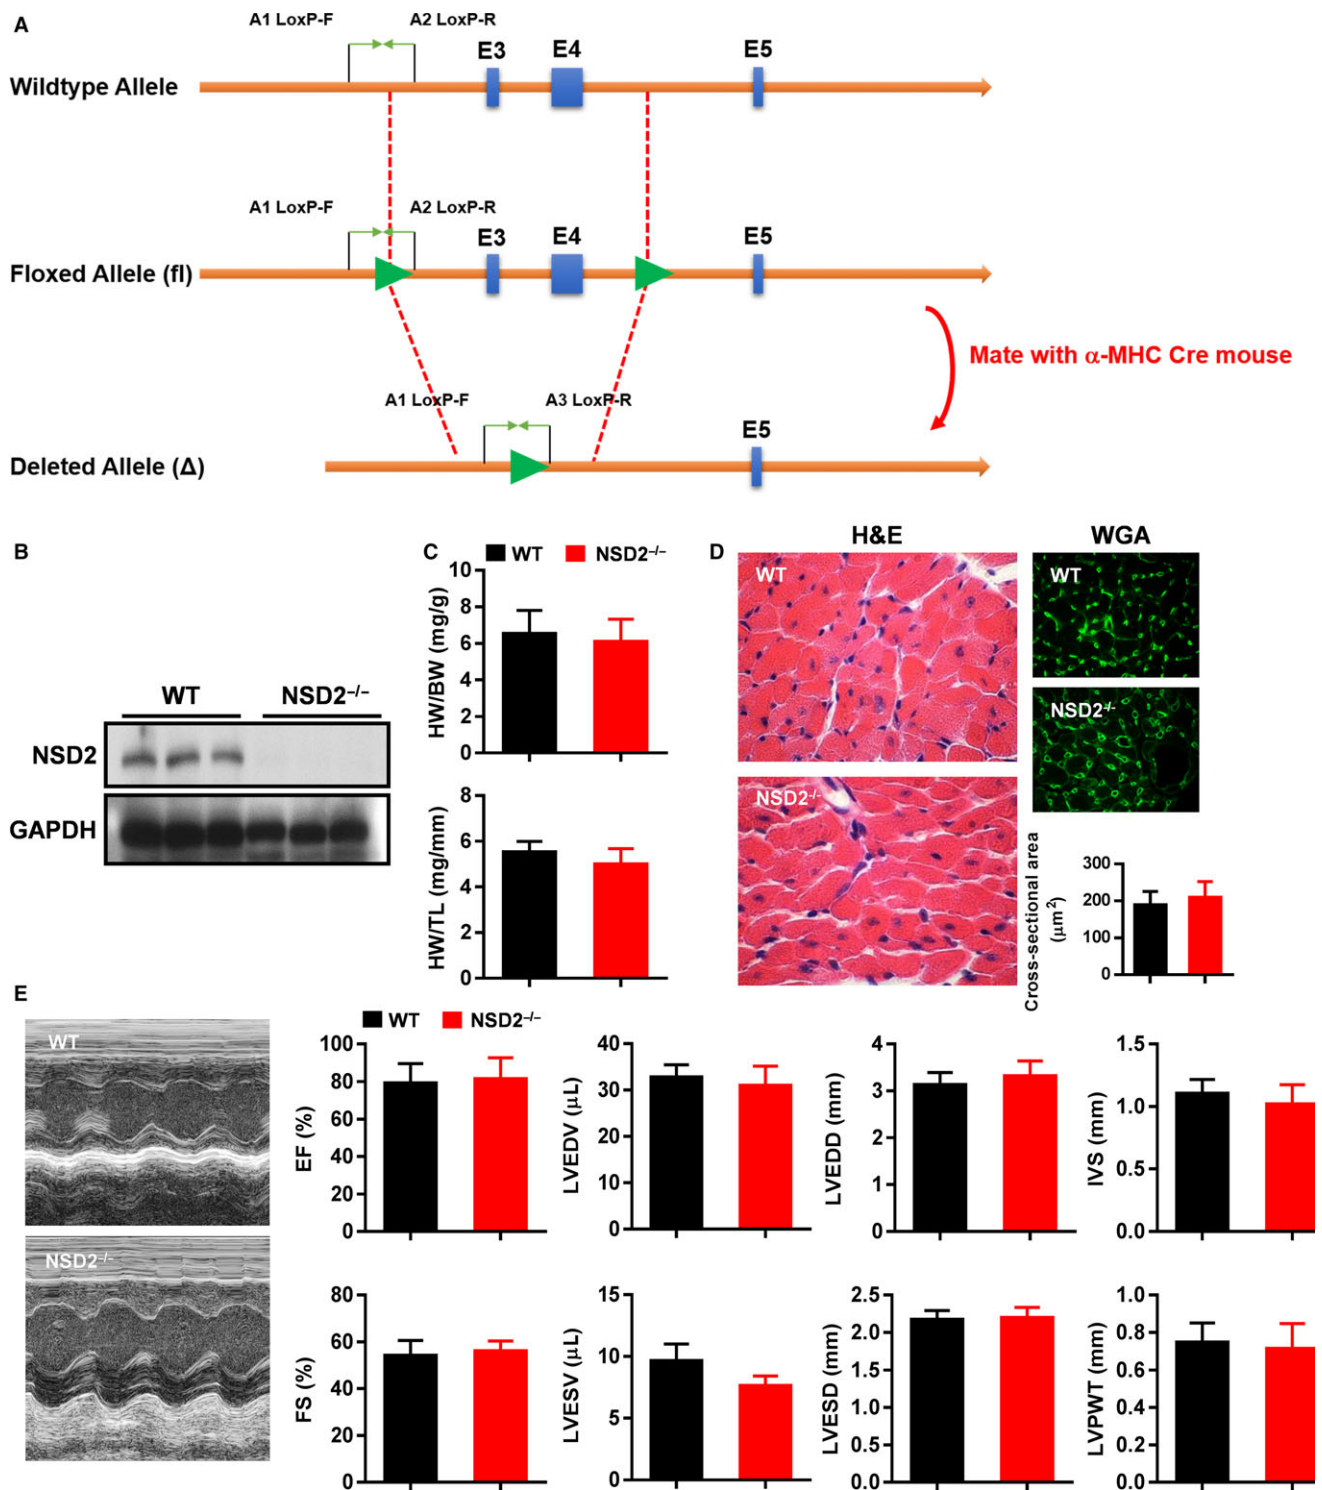 A
A1 LoxP-F A2 LoxP-R
E3 E4 E5
Wildtype Allele
A1 LoxP-F A2 LoxP-R
E3 E4 E5
Floxed Allele (fl)
Mate with α-MHC Cre mouse
A1 LoxP-F A3 LoxP-R
E5
Deleted Allele (Δ)
B
WT NSD2⁻/⁻
NSD2
GAPDH
C
WT NSD2⁻/⁻
HW/BW (mg/g)
10
8
6
4
2
0
HW/TL (mg/mm)
8
6
4
2
0
D
H&E WGA
WT
NSD2⁻/⁻
WT
NSD2⁻/⁻
Cross-sectional area
(μm²)
300
200
100
0
E
WT
NSD2⁻/⁻
WT NSD2⁻/⁻
EF (%)
100
80
60
40
20
0
LVEDV (μL)
40
30
20
10
0
LVEDD (mm)
4
3
2
1
0
IVS (mm)
1.5
1.0
0.5
0.0
FS (%)
80
60
40
20
0
LVESV (μL)
15
10
5
0
LVESD (mm)
2.5
2.0
1.5
1.0
0.5
0.0
LVPWT (mm)
1.0
0.8
0.6
0.4
0.2
0.0